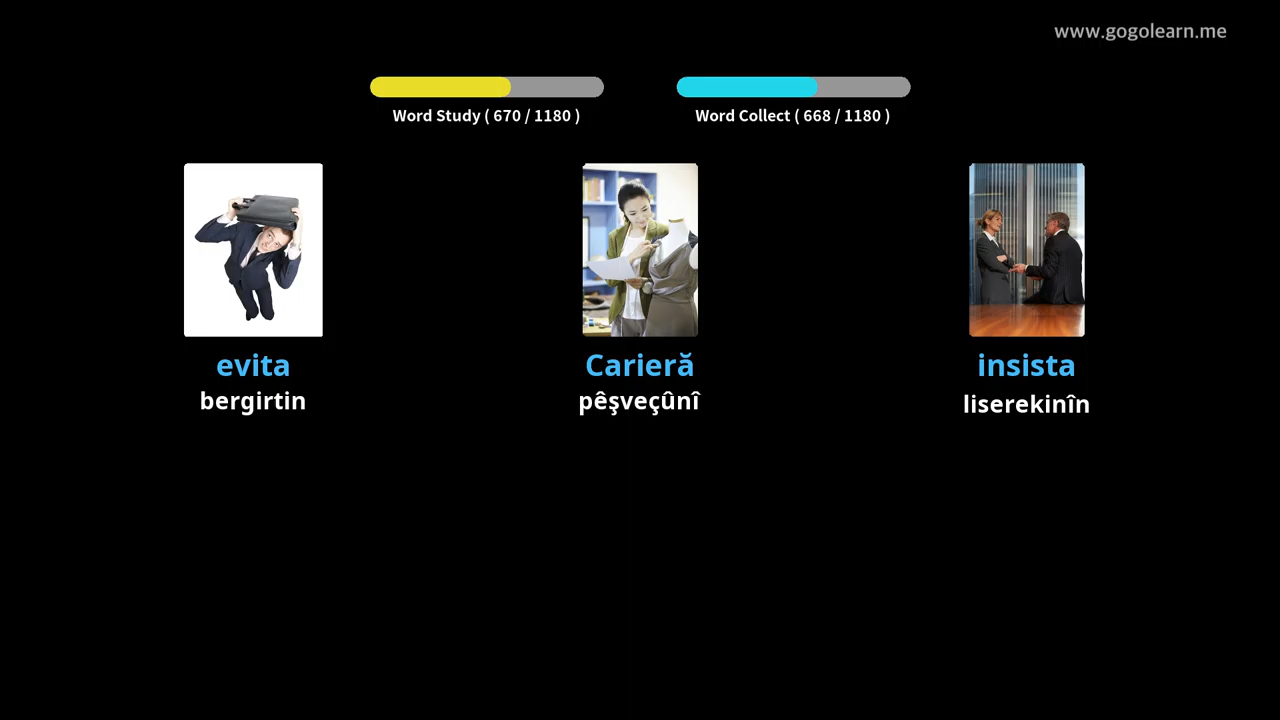 www.gogolearn.me
Word Study ( 670 / 1180 )
Word Collect ( 668 / 1180 )
evita
bergirtin
Carieră
pêşveçûnî
insista
liserekinîn